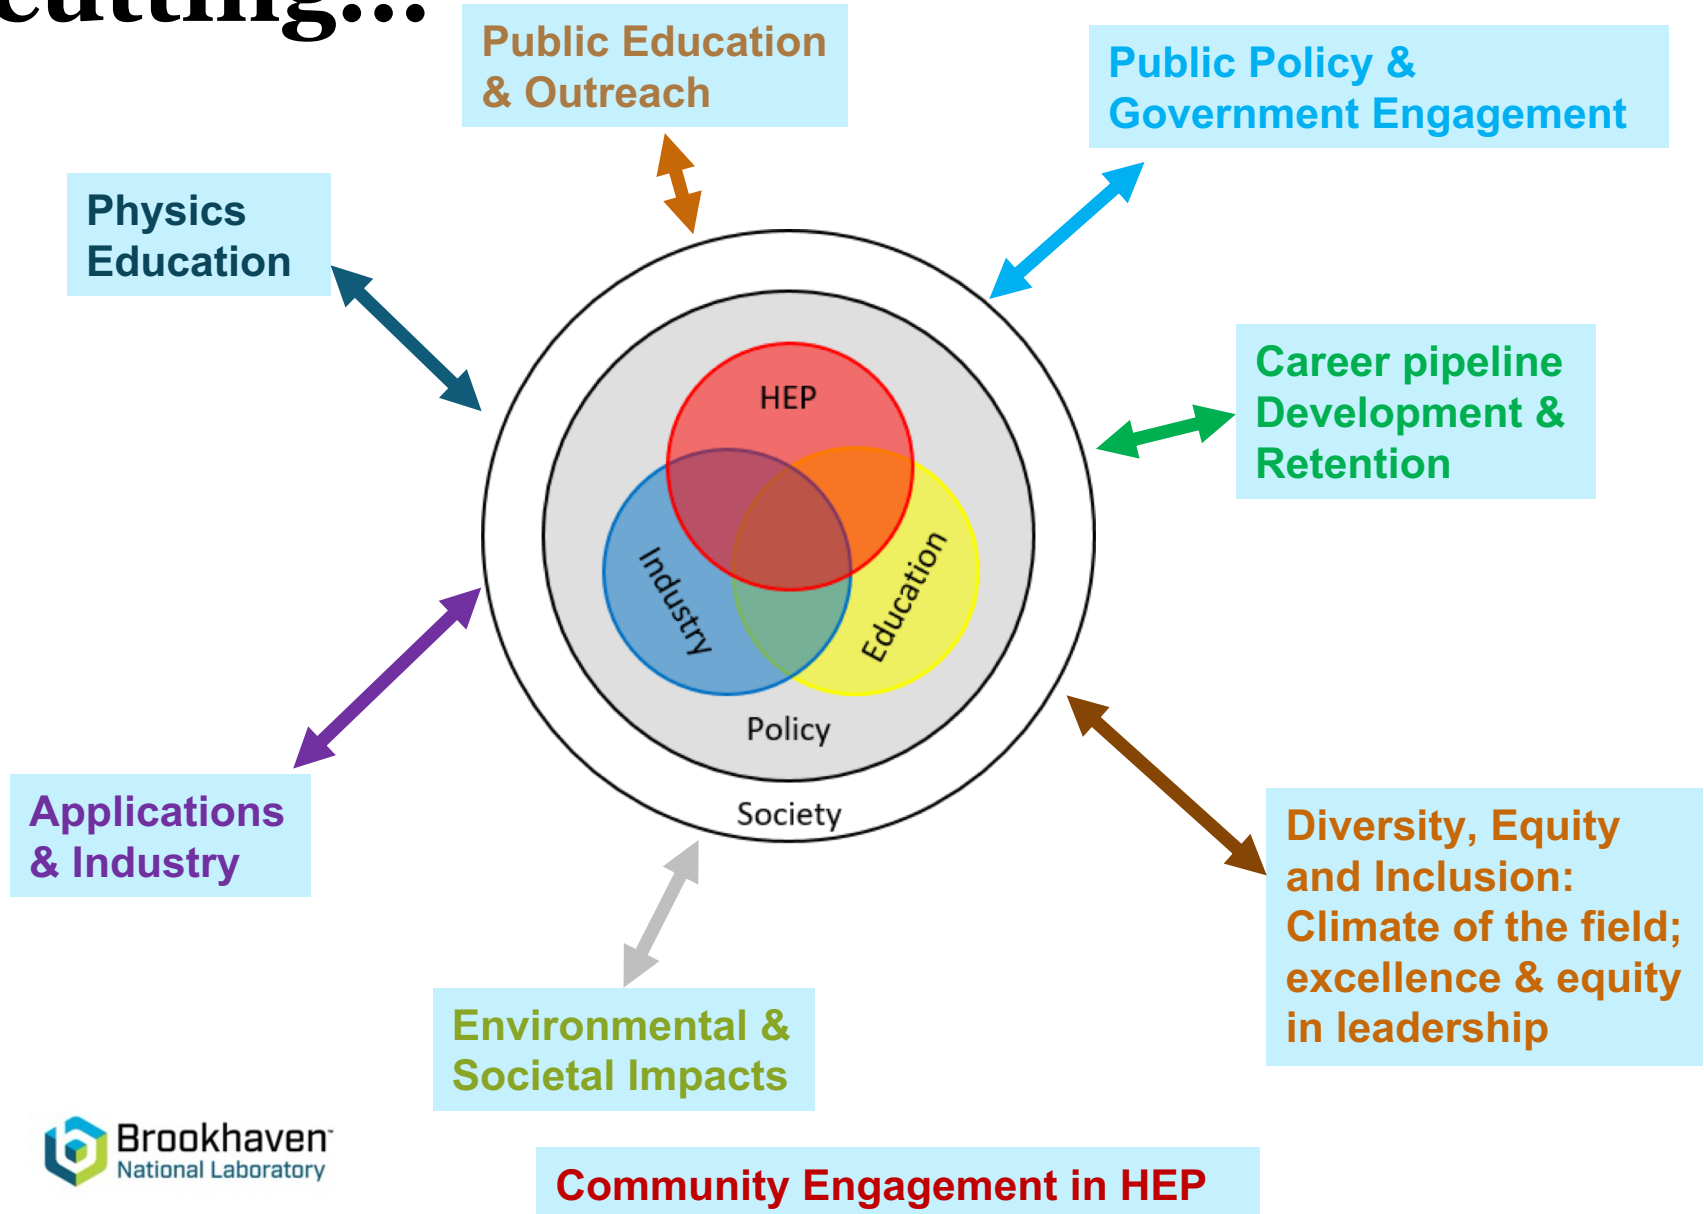 cutting...
Public Education
& Outreach
Public Policy &
Government Engagement
Physics
Education
Career pipeline
Development &
Retention
HEP
Industry
Education
Policy
Society
Applications
& Industry
Diversity, Equity
and Inclusion:
Climate of the field;
excellence & equity
in leadership
Environmental &
Societal Impacts
Brookhaven™
National Laboratory
Community Engagement in HEP